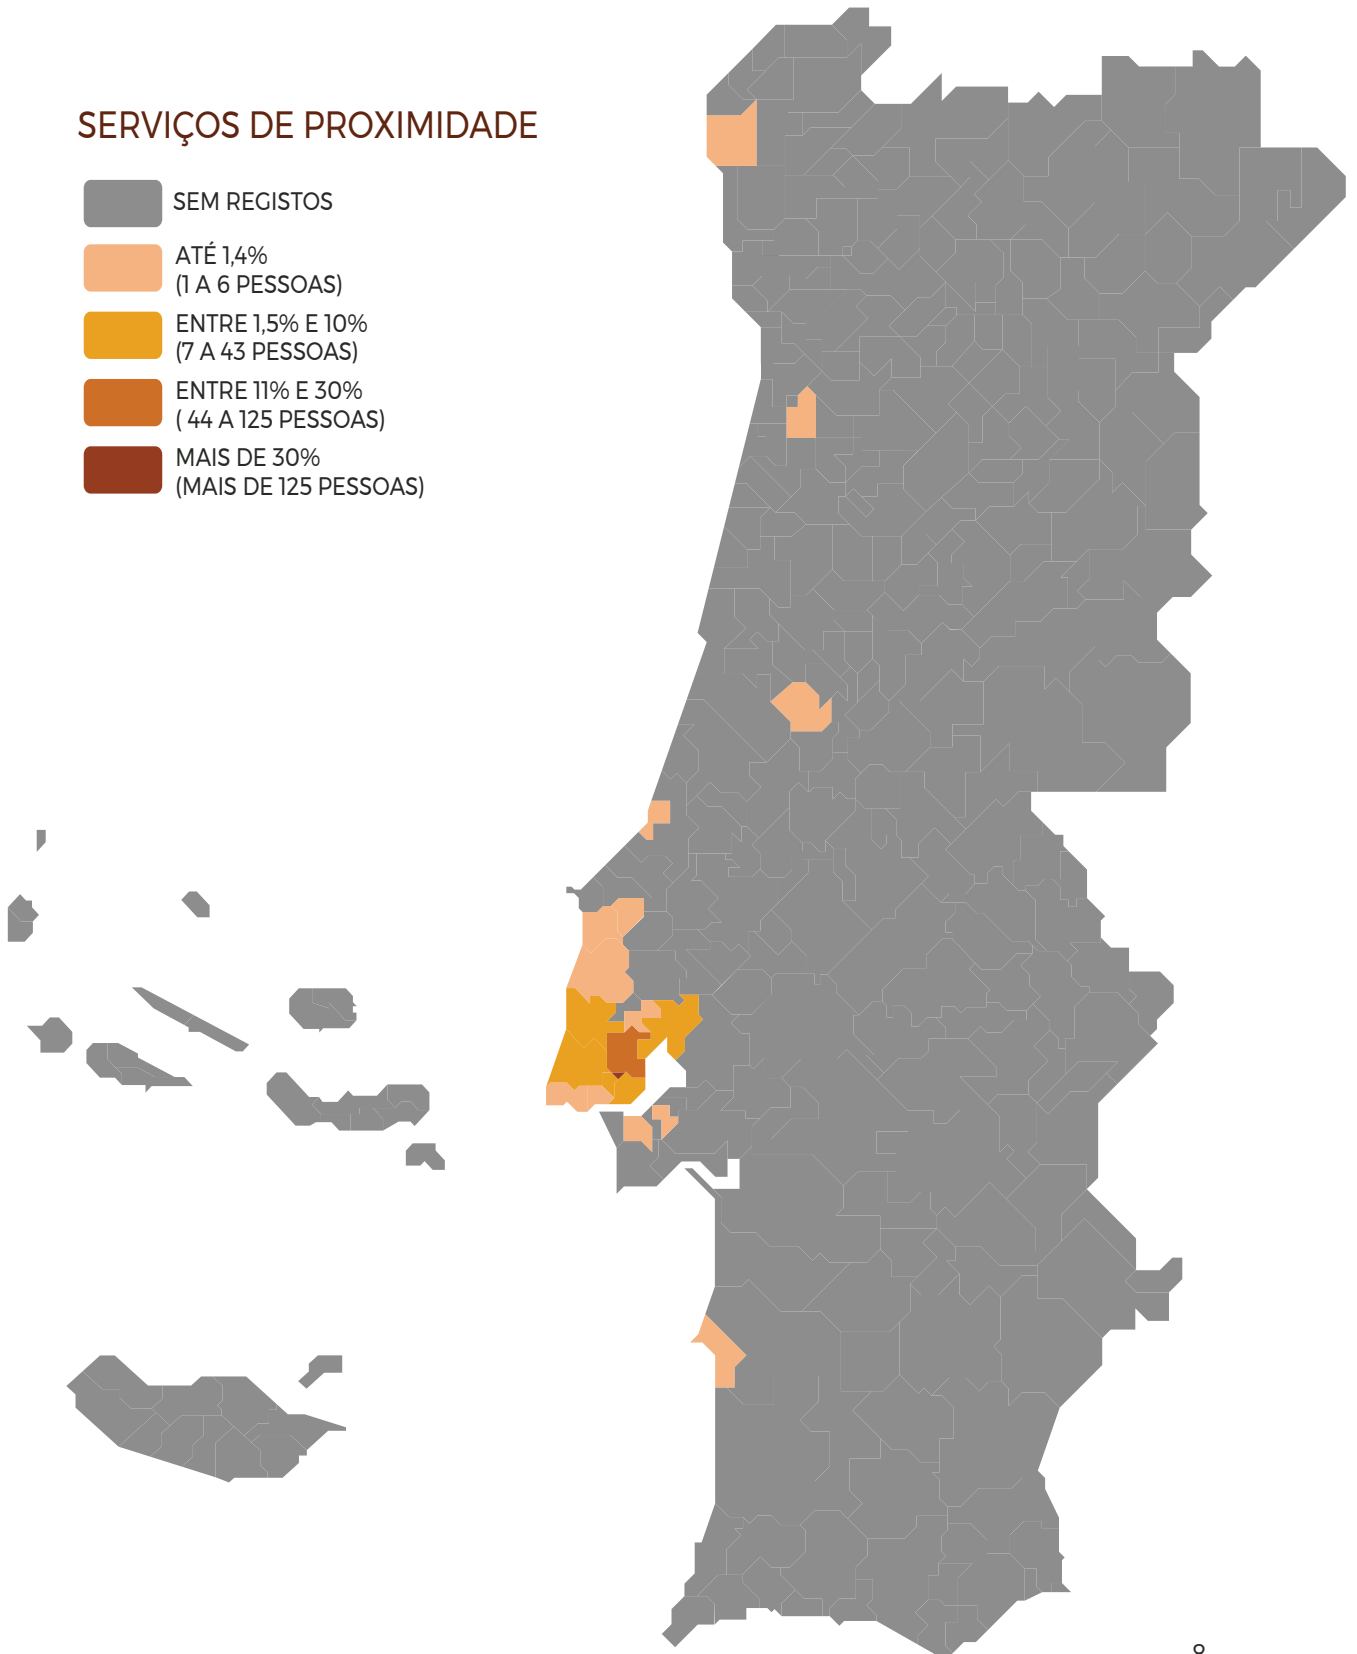 SERVIÇOS DE PROXIMIDADE
SEM REGISTOS
ATÉ 1,4%
(1 A 6 PESSOAS)
ENTRE 1,5% E 10%
(7 A 43 PESSOAS)
ENTRE 11% E 30%
( 44 A 125 PESSOAS)
MAIS DE 30%
(MAIS DE 125 PESSOAS)